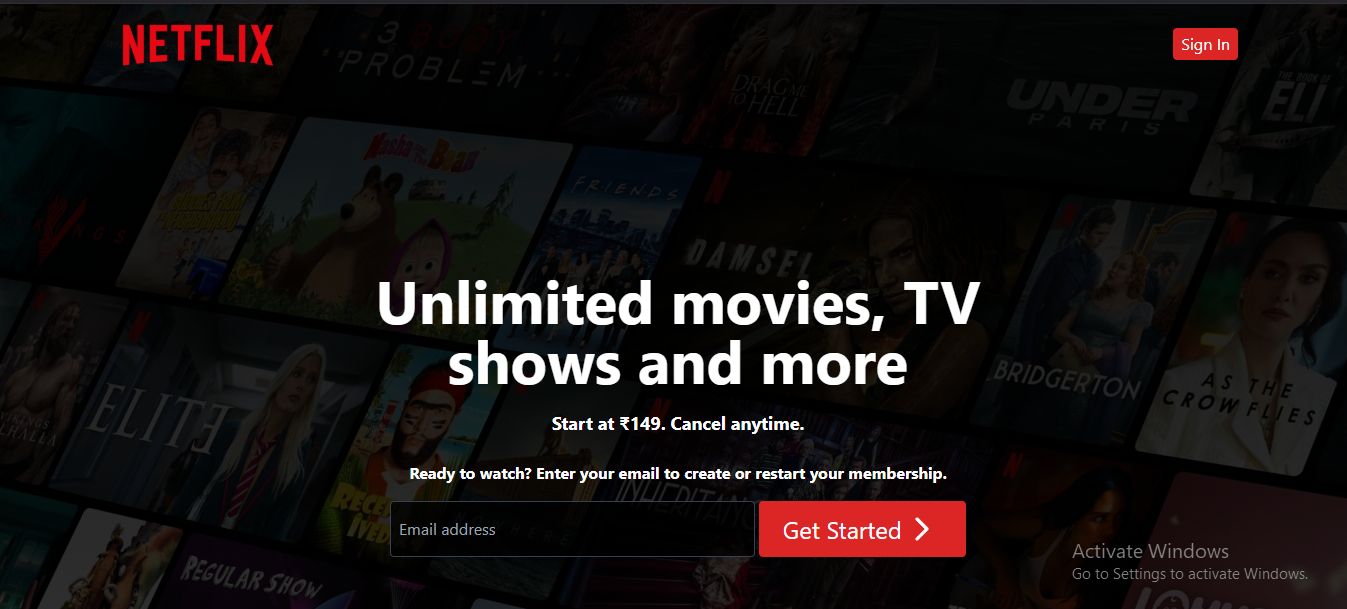 NETFLIX
Sign In
3 BODY
PROBLEM
DRAG ME
TO HELL
UNDER
PARIS
THE BOOK OF
ELI
Masha and The Bear
FRIENDS
DAMSEL
Unlimited movies, TV
shows and more
BRIDGERTON
AS THE
CROW FLIES
ELITE
Start at ₹149. Cancel anytime.
Ready to watch? Enter your email to create or restart your membership.
INHERITANCE
Email address
Get Started
REGULAR SHOW
Activate Windows
Go to Settings to activate Windows.